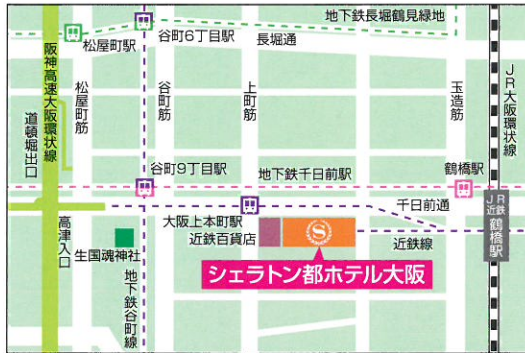 地下鉄長堀鶴見緑地
谷町6丁目駅
松屋町駅
長堀通
阪神高速大阪環状線
松屋町筋
谷町筋
上町筋
玉造筋
JR大阪環状線
道頓堀出口
谷町9丁目駅
地下鉄千日前駅
鶴橋駅
千日前通
大阪上本町駅
近鉄百貨店
S
近鉄線
JR
近鉄
鶴橋駅
高津入口
生国魂神社
地下鉄谷町線
シェラトン都ホテル大阪